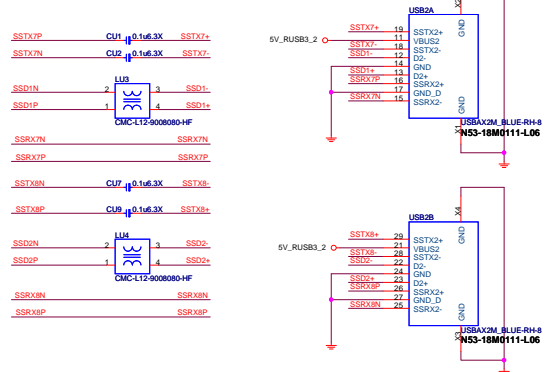 SSTX7P CU1 0.1u6.3X SSTX7+
SSTX7N CU2 0.1u6.3X SSTX7-
LU3
SSD1N 2 3 SSD1-
SSD1P 1 4 SSD1+
CMC-L12-9008080-HF
SSRX7N SSRX7N
SSRX7P SSRX7P
SSTX8N CU7 0.1u6.3X SSTX8-
SSTX8P CU9 0.1u6.3X SSTX8+
LU4
SSD2N 2 3 SSD2-
SSD2P 1 4 SSD2+
CMC-L12-9008080-HF
SSRX8N SSRX8N
SSRX8P SSRX8P
X2
USB2A
GND
SSTX7+ 19 SSTX2+
5V_RUSB3_2 11 VBUS2
SSTX7- 18 SSTX2-
SSD1- 12 D2-
14 GND
SSD1+ 13 D2+
SSRX7P 16 SSRX2+
17 GND_D
SSRX7N 15 SSRX2-
GND
X1
USBAX2M_BLUE-RH-8
N53-18M0111-L06
X4
USB2B
GND
SSTX8+ 29 SSTX2+
5V_RUSB3_2 21 VBUS2
SSTX8- 28 SSTX2-
SSD2- 22 D2-
24 GND
SSD2+ 23 D2+
SSRX8P 26 SSRX2+
27 GND_D
SSRX8N 25 SSRX2-
GND
X3
USBAX2M_BLUE-RH-8
N53-18M0111-L06